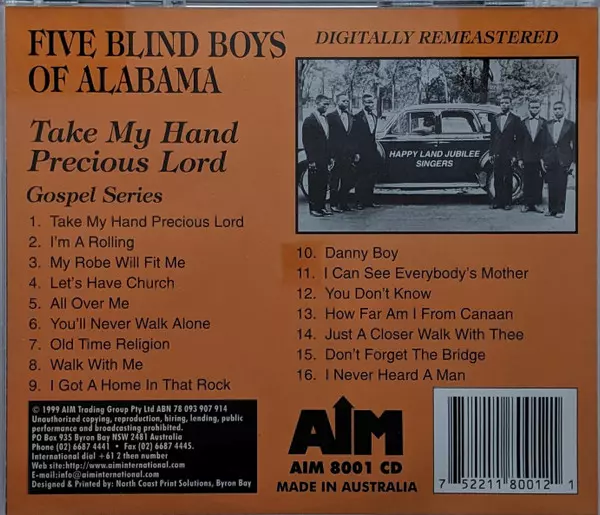 FIVE BLIND BOYS
OF ALABAMA
Take My Hand
Precious Lord
Gospel Series
1. Take My Hand Precious Lord
2. I'm A Rolling
3. My Robe Will Fit Me
4. Let's Have Church
5. All Over Me
6. You'll Never Walk Alone
7. Old Time Religion
8. Walk With Me
9. I Got A Home In That Rock
DIGITALLY REMEASTERED
HAPPY LAND JUBILEE
SINGERS
10. Danny Boy
11. I Can See Everybody's Mother
12. You Don't Know
13. How Far Am I From Canaan
14. Just A Closer Walk With Thee
15. Don't Forget The Bridge
16. I Never Heard A Man
© 1999 AIM Trading Group Pty Ltd ABN 78 093 907 914
Unauthorized copying, reproduction, hiring, lending, public
performance and broadcasting prohibited.
PO Box 935 Byron Bay NSW 2481 Australia
Phone (02) 6687 4441 • Fax (02) 6687 4445.
International dial +61 2 then number
Web site:http://www.aiminternational.com
E-mail:info@aiminternational.com
Designed & Printed by: North Coast Print Solutions, Byron Bay
AIM
AIM 8001 CD
MADE IN AUSTRALIA
7 52211 80012 1